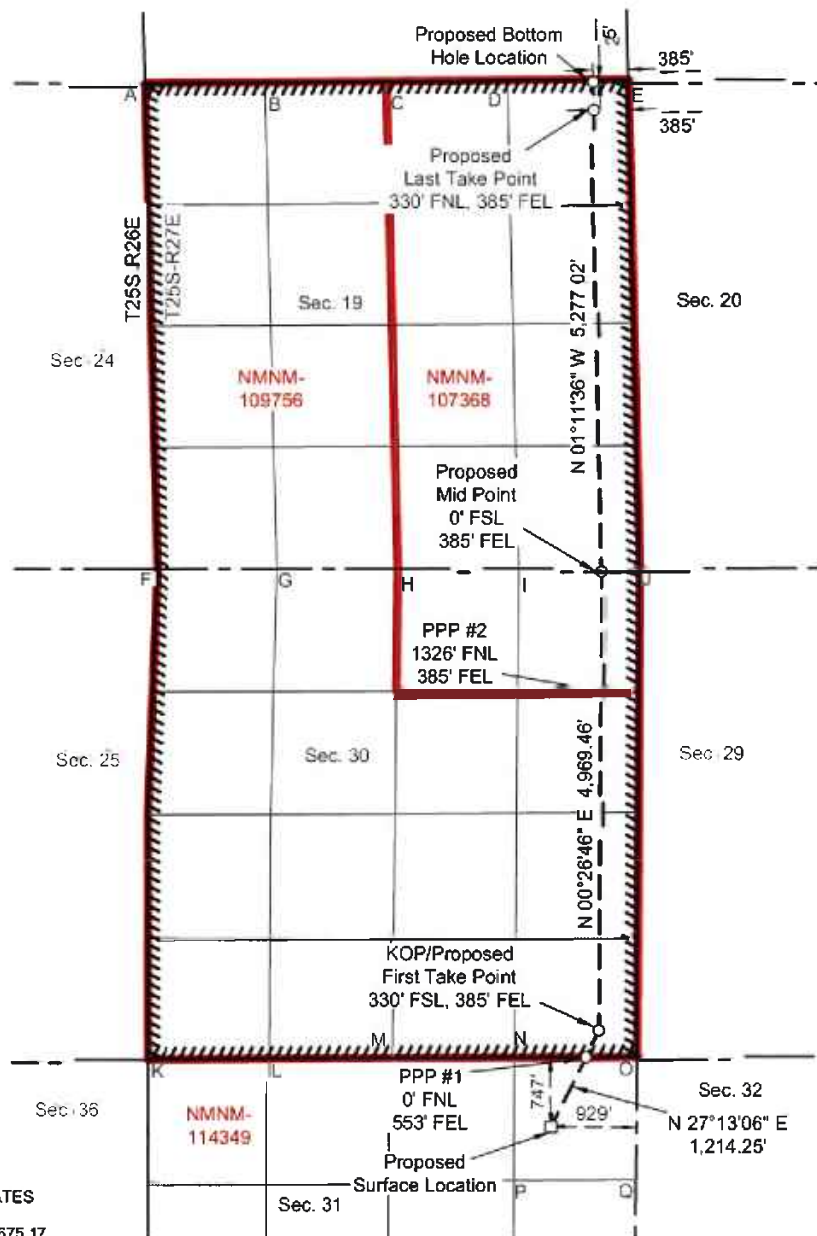 Proposed Bottom
Hole Location
25'
385'
A
B
C
D
E
385'
Proposed
Last Take Point
330' FNL, 385' FEL
T25S-R26E
T25S-R27E
Sec. 19
Sec. 20
Sec. 24
NMNM-
109756
NMNM-
107368
N 01°11'36" W 5,277.02'
Proposed
Mid Point
0' FSL
385' FEL
F
G
H
I
J
PPP #2
1326' FNL
385' FEL
Sec. 25
Sec. 30
Sec. 29
N 00°26'46" E 4,969.46'
KOP/Proposed
First Take Point
330' FSL, 385' FEL
M
N
K
L
O
PPP #1
0' FNL
553' FEL
747'
929'
Sec. 32
N 27°13'06" E
1,214.25'
Sec. 36
NMNM-
114349
Proposed
Surface Location
P
Q
Sec. 31